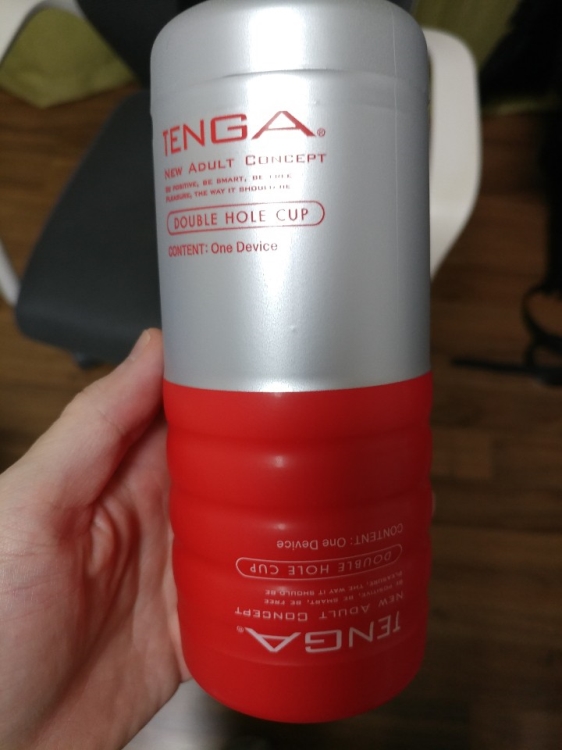 TENGA®
NEW ADULT CONCEPT
BE POSITIVE, BE SMART, BE FREE
PLEASURE, THE WAY IT SHOULD BE
DOUBLE HOLE CUP
CONTENT: One Device
TENGA®
NEW ADULT CONCEPT
BE POSITIVE, BE SMART, BE FREE
PLEASURE, THE WAY IT SHOULD BE
DOUBLE HOLE CUP
CONTENT: One Device